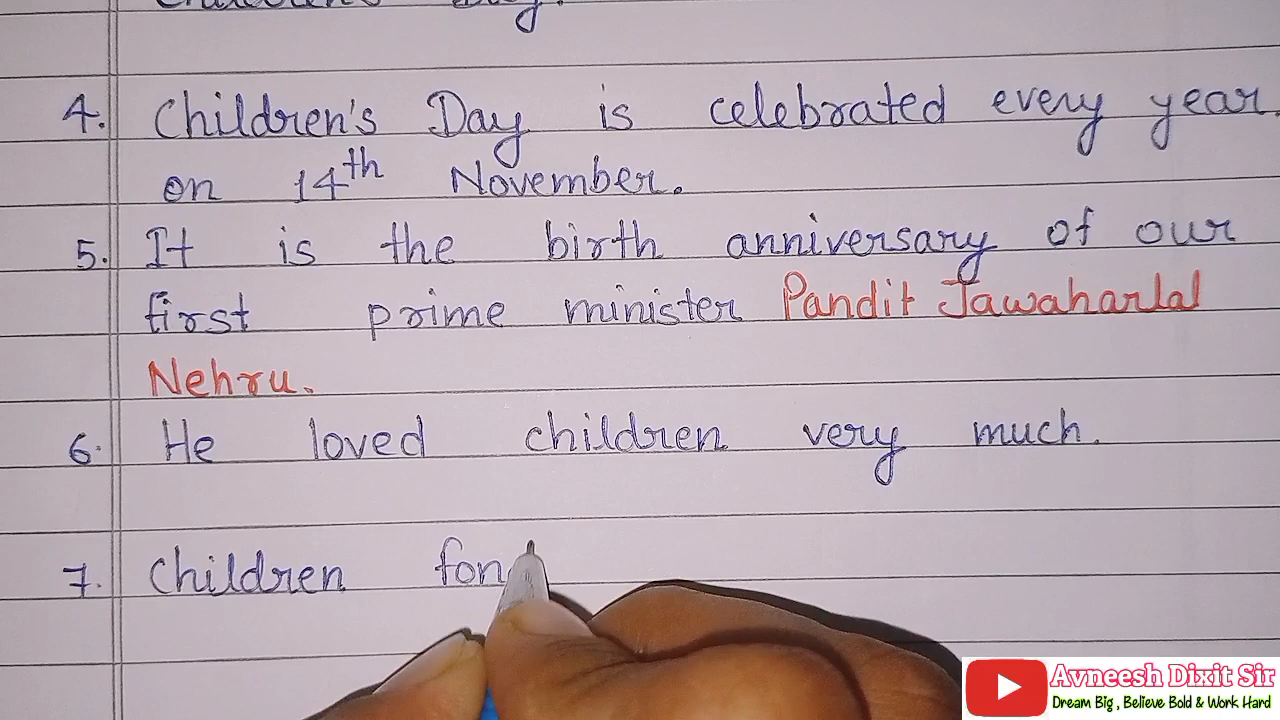 Children's Day.
4. Children's Day is celebrated every year.
on 14th November.
5. It is the birth anniversary of our
first prime minister Pandit Jawaharlal
Nehru.
6. He loved children very much.
7. Children fon
Avneesh Dixit Sir
Dream Big , Believe Bold & Work Hard